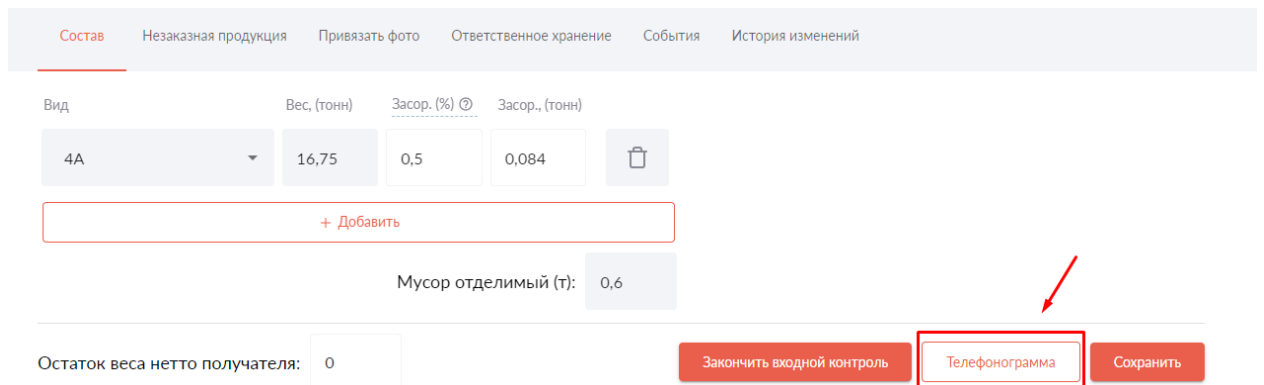 Состав Незаказная продукция Привязать фото Ответственное хранение События История изменений
Вид Вес, (тонн) Засор. (%) Засор., (тонн)
4А 16,75 0,5 0,084
+ Добавить
Мусор отделимый (т): 0,6
Остаток веса нетто получателя: 0 Закончить входной контроль Телефонограмма Сохранить